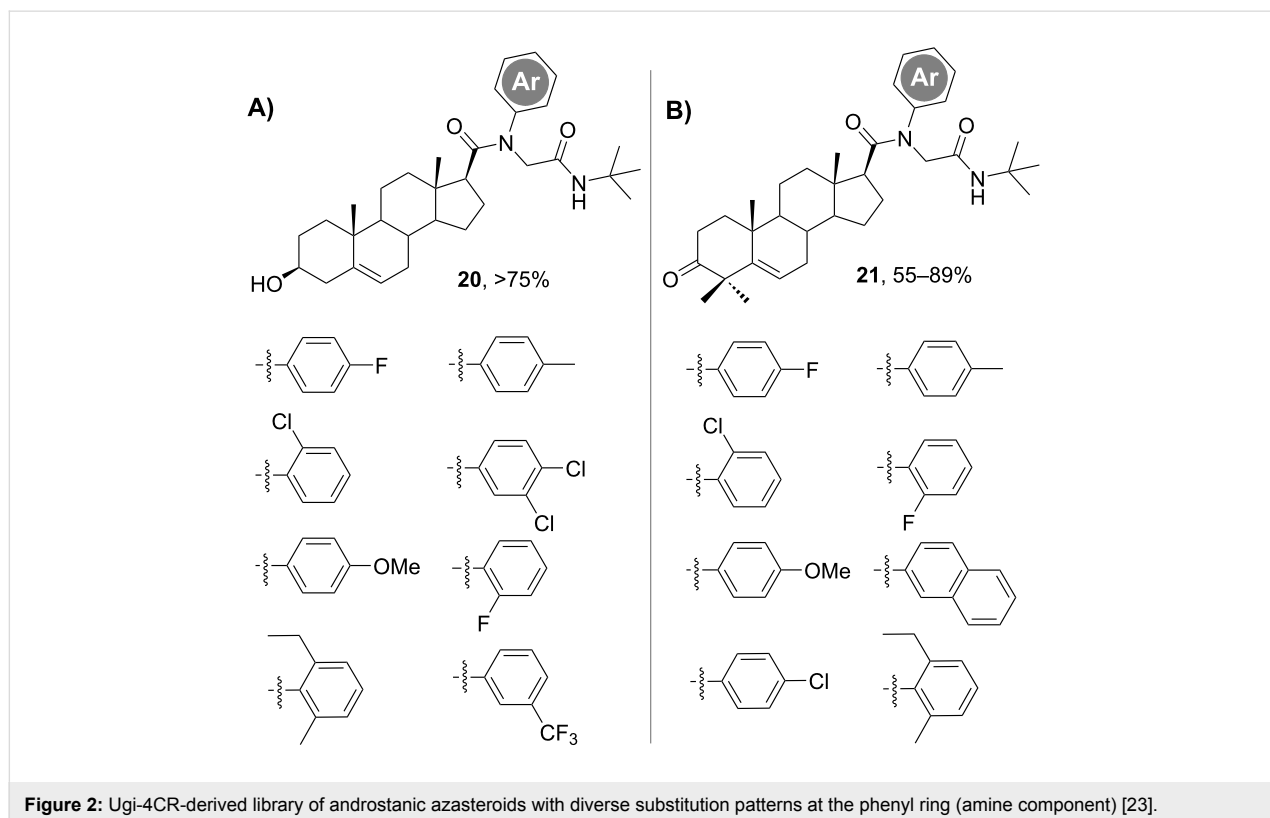 A)
Ar
O
N
O
N
H
HO
20, >75%
F
Cl
Cl
Cl
OMe
F
CF3
B)
Ar
O
N
O
N
H
O
21, 55–89%
F
Cl
F
OMe
Cl
Figure 2: Ugi-4CR-derived library of androstanic azasteroids with diverse substitution patterns at the phenyl ring (amine component) [23].